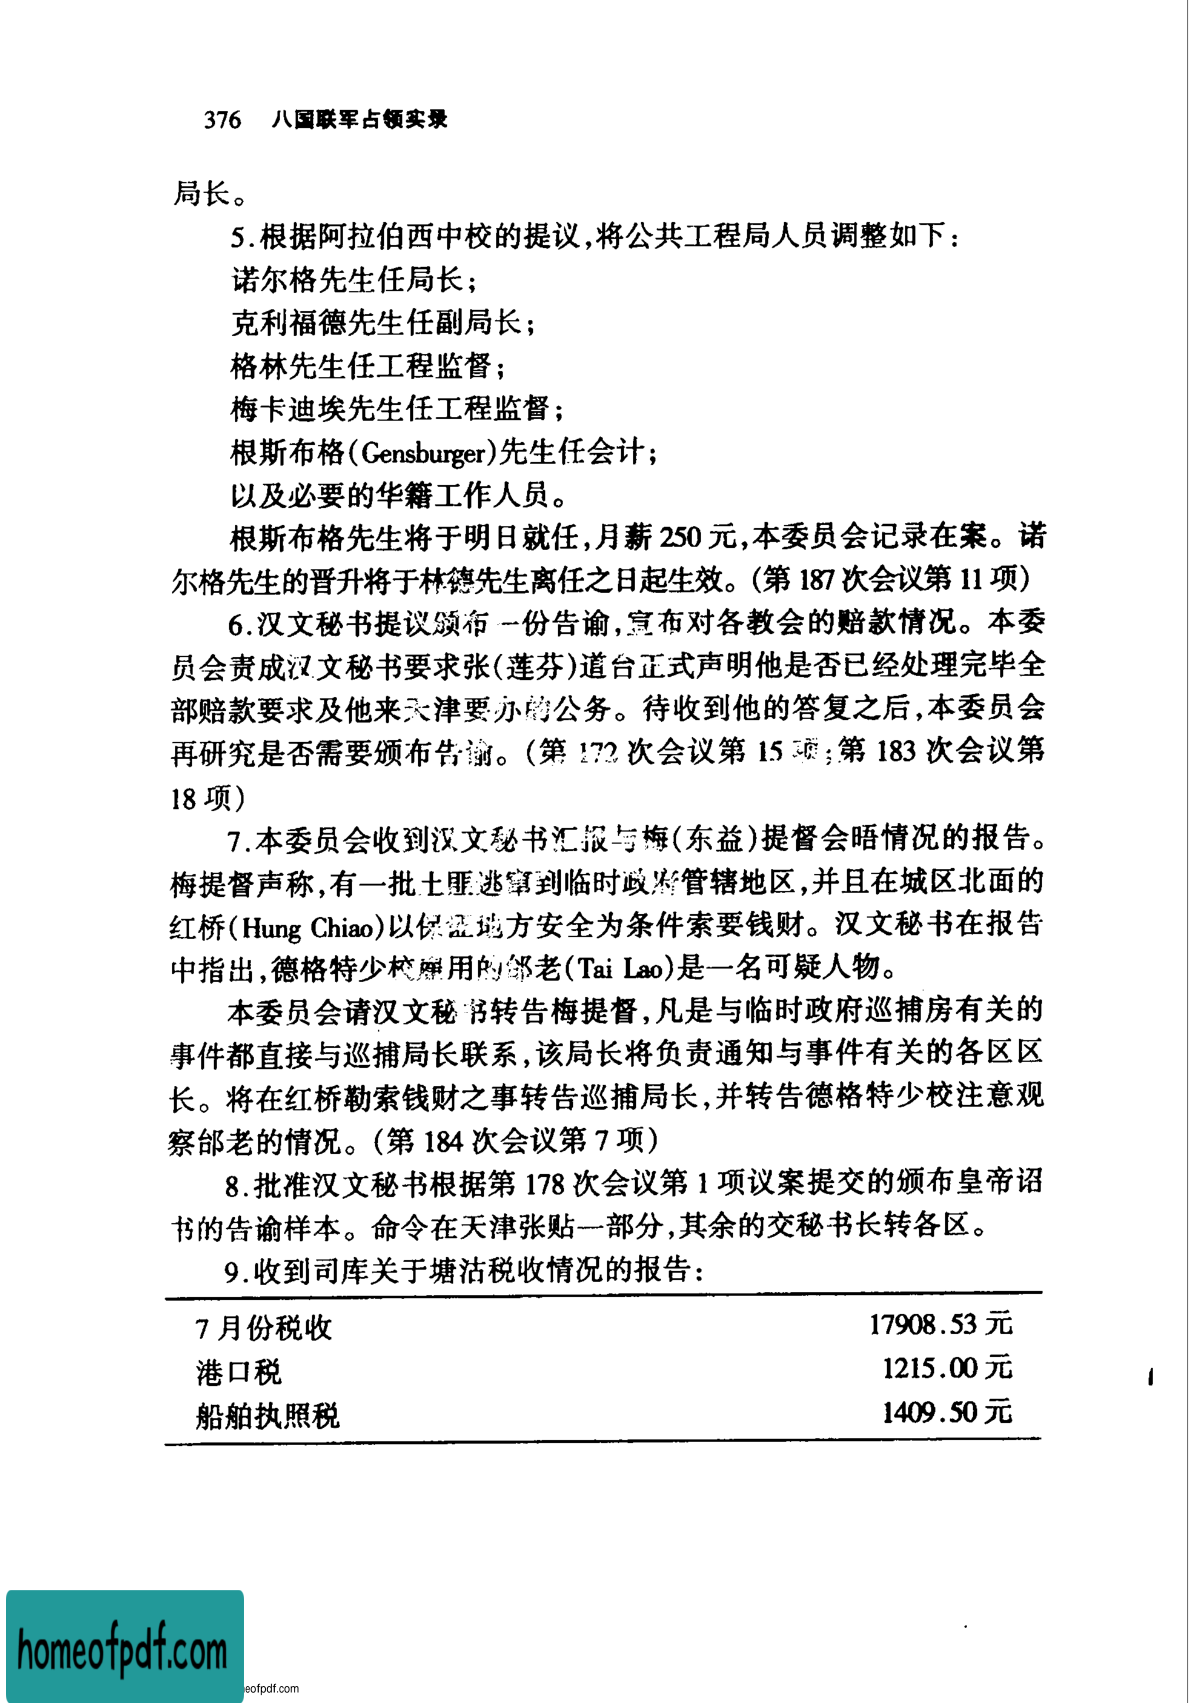 376 八国联军占领实录
局长。
5.根据阿拉伯西中校的提议,将公共工程局人员调整如下:
诺尔格先生任局长;
克利福德先生任副局长;
格林先生任工程监督;
梅卡迪埃先生任工程监督;
根斯布格(Gensburger)先生任会计;
以及必要的华籍工作人员。
根斯布格先生将于明日就任,月薪250元,本委员会记录在案。诺
尔格先生的晋升将于林德先生离任之日起生效。(第187次会议第11项)
6.汉文秘书提议颁布一份告谕,宣布对各教会的赔款情况。本委
员会责成汉文秘书要求张(莲芬)道台正式声明他是否已经处理完毕全
部赔款要求及他来天津要办的公务。待收到他的答复之后,本委员会
再研究是否需要颁布告谕。(第172次会议第15项;第183次会议第
18项)
7.本委员会收到汉文秘书汇报与梅(东益)提督会晤情况的报告。
梅提督声称,有一批土匪逃窜到临时政府管辖地区,并且在城区北面的
红桥(Hung Chiao)以保证地方安全为条件索要钱财。汉文秘书在报告
中指出,德格特少校雇用的邰老(Tai Lao)是一名可疑人物。
本委员会请汉文秘书转告梅提督,凡是与临时政府巡捕房有关的
事件都直接与巡捕局长联系,该局长将负责通知与事件有关的各区区
长。将在红桥勒索钱财之事转告巡捕局长,并转告德格特少校注意观
察邰老的情况。(第184次会议第7项)
8.批准汉文秘书根据第178次会议第1项议案提交的颁布皇帝诏
书的告谕样本。命令在天津张贴一部分,其余的交秘书长转各区。
9.收到司库关于塘沽税收情况的报告:
7月份税收 17908.53元
港口税 1215.00元
船舶执照税 1409.50元
homeofpdf.com
eofpdf.com